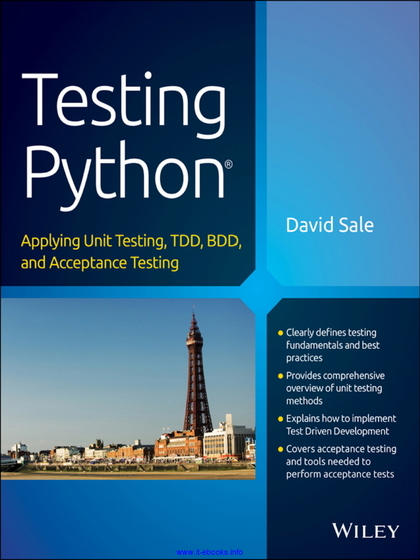 Testing
Python®
David Sale
Applying Unit Testing, TDD, BDD,
and Acceptance Testing
• Clearly defines testing
fundamentals and best
practices
• Provides comprehensive
overview of unit testing
methods
• Explains how to implement
Test Driven Development
• Covers acceptance testing
and tools needed to
perform acceptance tests
WILEY
www.it-ebooks.info